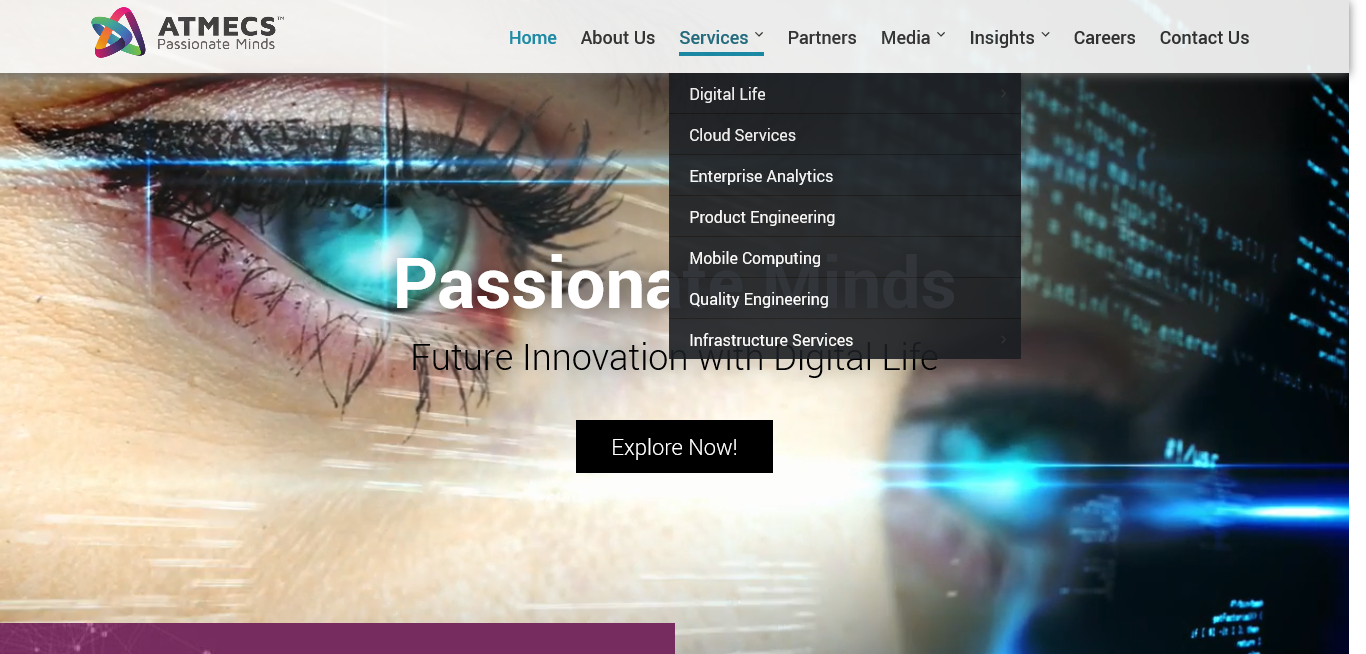 ATMECS™
Passionate Minds
Home About Us Services Partners Media Insights Careers Contact Us
Digital Life
Cloud Services
Enterprise Analytics
Product Engineering
Mobile Computing
Quality Engineering
Infrastructure Services
Passionate Minds
Future Innovation with Digital Life
Explore Now!
#!/usr